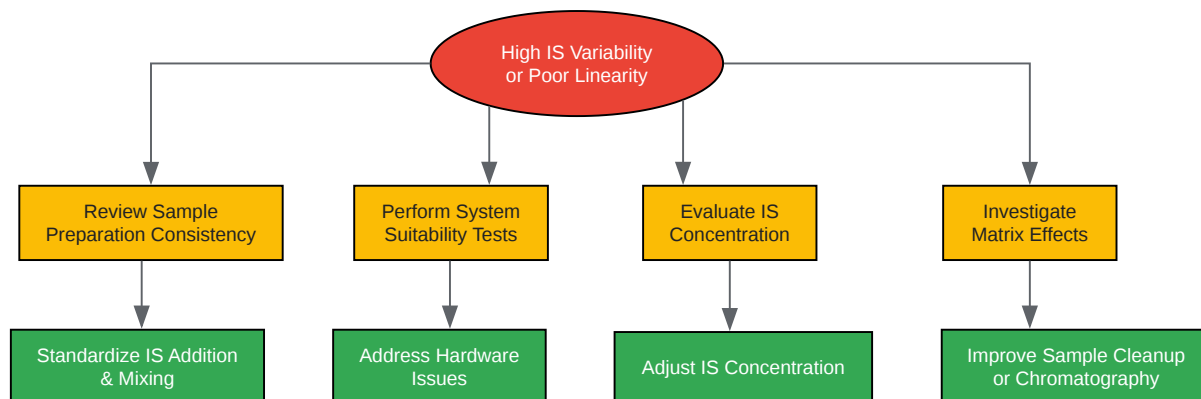 High IS Variability
or Poor Linearity
Review Sample
Preparation Consistency
Perform System
Suitability Tests
Evaluate IS
Concentration
Investigate
Matrix Effects
Standardize IS Addition
& Mixing
Address Hardware
Issues
Adjust IS Concentration
Improve Sample Cleanup
or Chromatography